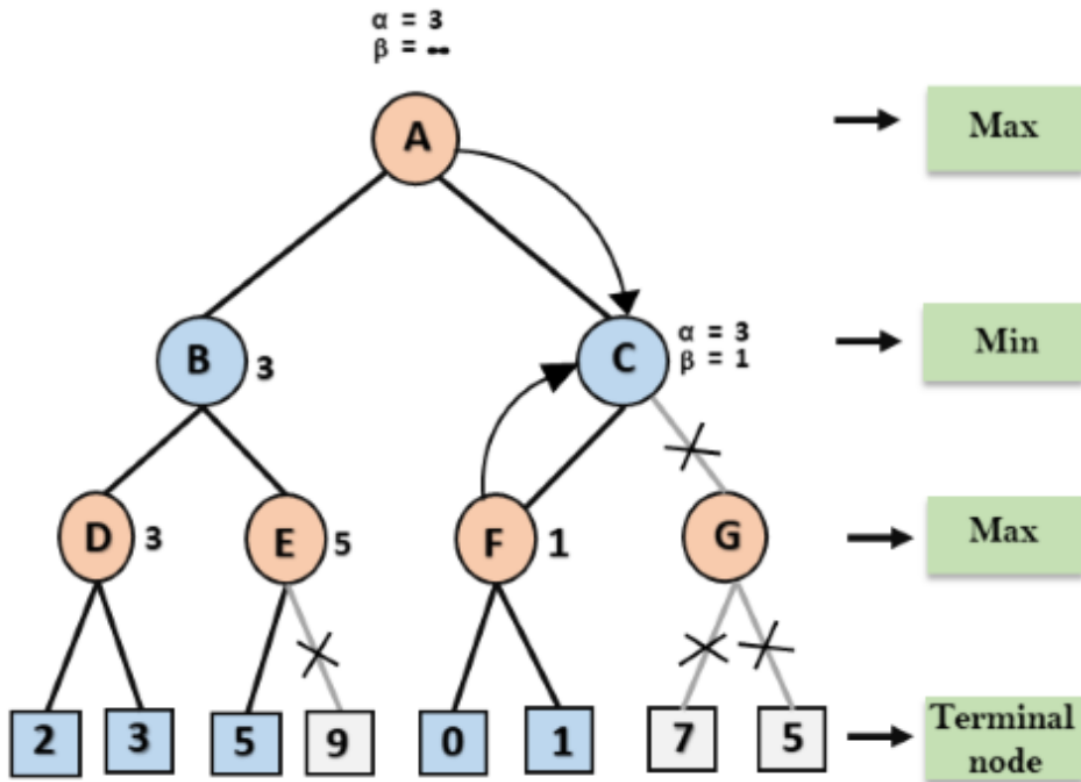 α = 3
β = ∞
A
Max
B
3
C
α = 3
β = 1
Min
D
3
E
5
F
1
G
Max
2
3
5
9
0
1
7
5
Terminal
node